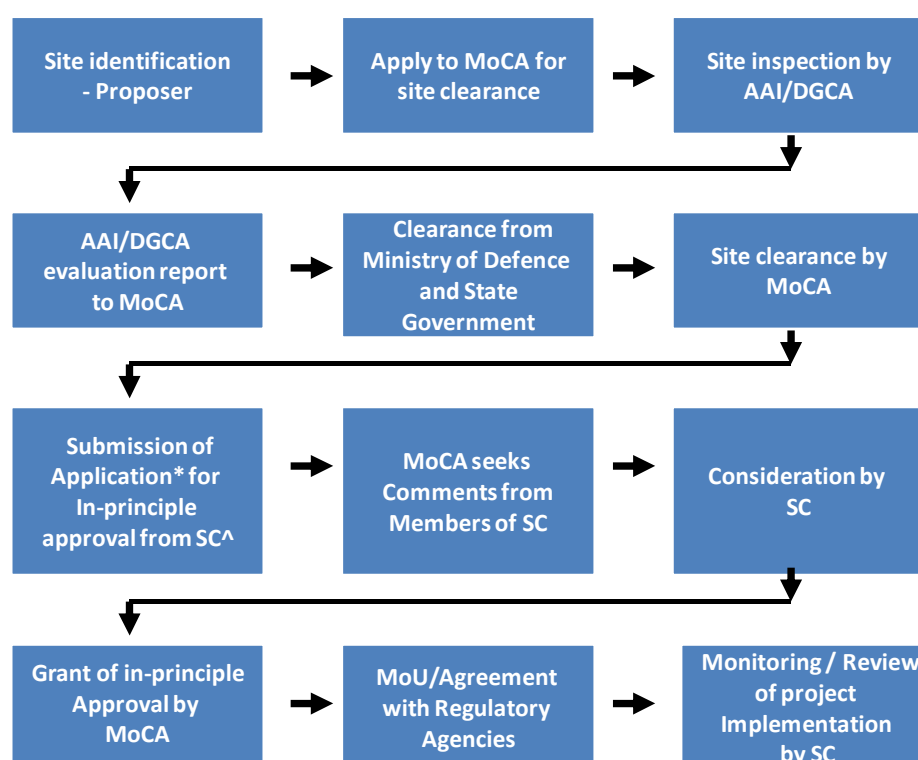 Site identification
- Proposer
Apply to MoCA for
site clearance
Site inspection by
AAI/DGCA
AAI/DGCA
evaluation report
to MoCA
Clearance from
Ministry of Defence
and State
Government
Site clearance by
MoCA
Submission of
Application* for
In-principle
approval from SC^
MoCA seeks
Comments from
Members of SC
Consideration by
SC
Grant of in-principle
Approval by
MoCA
MoU/Agreement
with Regulatory
Agencies
Monitoring / Review
of project
Implementation
by SC